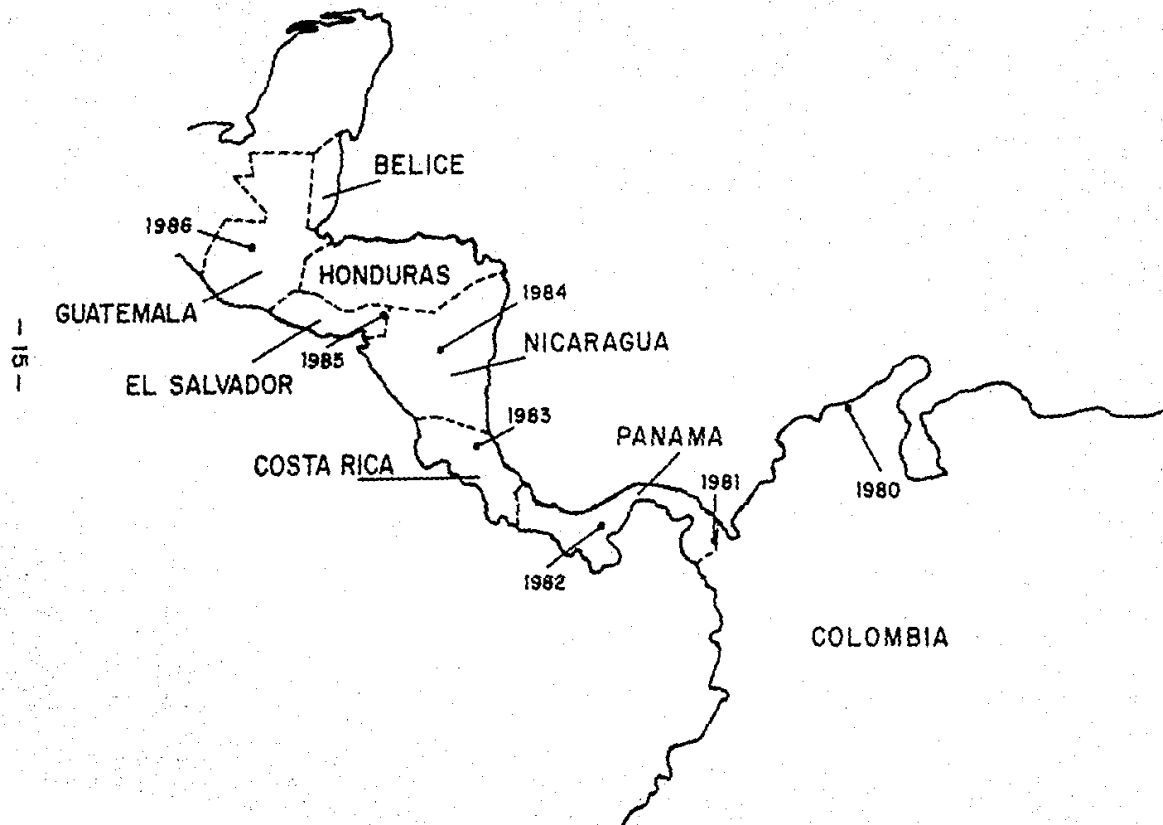 BELICE
1986
HONDURAS
1984
GUATEMALA
NICARAGUA
1985
EL SALVADOR
1983
PANAMA
COSTA RICA
1981
1980
1982
COLOMBIA
- 15 -